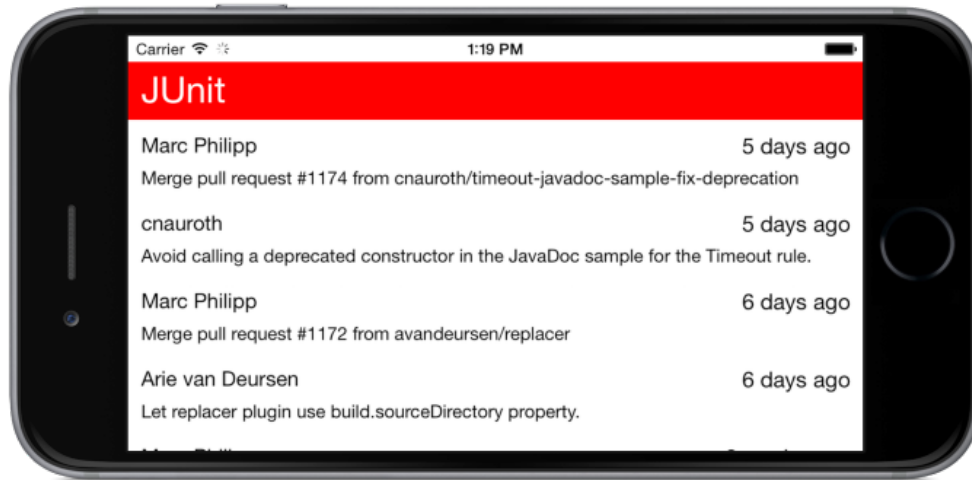 Carrier 1:19 PM
JUnit
Marc Philipp 5 days ago
Merge pull request #1174 from cnauroth/timeout-javadoc-sample-fix-deprecation
cnauroth 5 days ago
Avoid calling a deprecated constructor in the JavaDoc sample for the Timeout rule.
Marc Philipp 6 days ago
Merge pull request #1172 from avandeursen/replacer
Arie van Deursen 6 days ago
Let replacer plugin use build.sourceDirectory property.